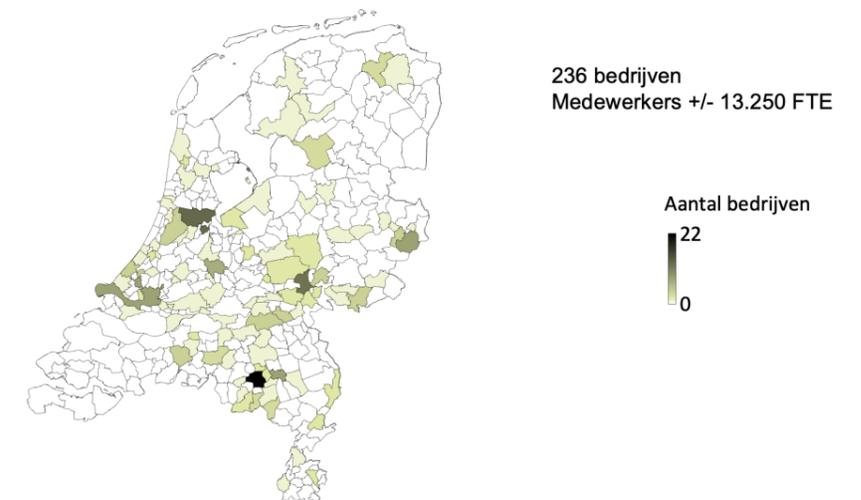 236 bedrijven
Medewerkers +/- 13.250 FTE
Aantal bedrijven
22
0